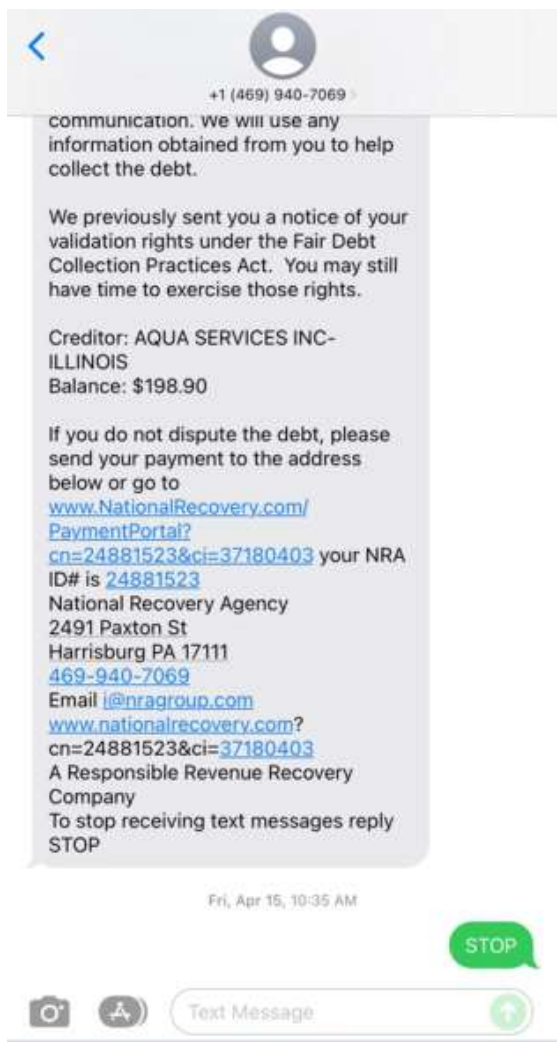 +1 (469) 940-7069 >
communication. We will use any
information obtained from you to help
collect the debt.
We previously sent you a notice of your
validation rights under the Fair Debt
Collection Practices Act.  You may still
have time to exercise those rights.
Creditor: AQUA SERVICES INC-
ILLINOIS
Balance: $198.90
If you do not dispute the debt, please
send your payment to the address
below or go to
www.NationalRecovery.com/
PaymentPortal?
cn=24881523&ci=37180403 your NRA
ID# is 24881523
National Recovery Agency
2491 Paxton St
Harrisburg PA 17111
469-940-7069
Email i@nragroup.com
www.nationalrecovery.com?
cn=24881523&ci=37180403
A Responsible Revenue Recovery
Company
To stop receiving text messages reply
STOP
Fri, Apr 15, 10:35 AM
STOP
Text Message